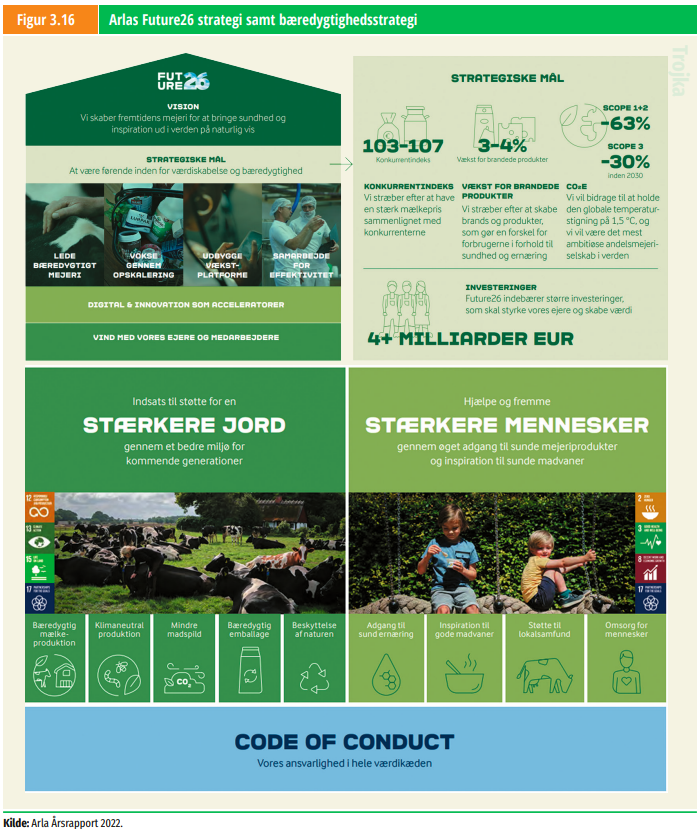 Figur 3.16
Arlas Future26 strategi samt bæredygtighedsstrategi
Trojka
FUT
URE26
VISION
Vi skaber fremtidens mejeri for at bringe sundhed og
inspiration ud i verden på naturlig vis
STRATEGISKE MÅL
At være førende inden for værdiskabelse og bæredygtighed
LEDE
BÆREDYGTIGT
MEJERI
VOKSE
GENNEM
OPSKALERING
UDBYGGE
VÆKST-
PLATFORME
SAMARBEJDE
FOR
EFFEKTIVITET
DIGITAL & INNOVATION SOM ACCELERATORER
VIND MED VORES EJERE OG MEDARBEJDERE
STRATEGISKE MÅL
103-107
Konkurrentindeks
3-4%
Vækst for brandede produkter
SCOPE 1+2
-63%
SCOPE 3
-30%
inden 2030
KONKURRENTINDEKS
Vi stræber efter at have
en stærk mælkepris
sammenlignet med
konkurrenterne
VÆKST FOR BRANDEDE
PRODUKTER
Vi stræber efter at skabe
brands og produkter,
som gør en forskel for
forbrugerne i forhold til
sundhed og ernæring
CO₂E
Vi vil bidrage til at holde
den globale temperatur-
stigning på 1,5 °C, og
vi vil være det mest
ambitiøse andelsmejeri-
selskab i verden
INVESTERINGER
Future26 indebærer større investeringer,
som skal styrke vores ejere og skabe værdi
4+ MILLIARDER EUR
Indsats til støtte for en
STÆRKERE JORD
gennem et bedre miljø for
kommende generationer
12
13
15
17
Bæredygtig
mælke-
produktion
Klimaneutral
produktion
Mindre
madspild
CO₂
Bæredygtig
emballage
Beskyttelse
af naturen
Hjælpe og fremme
STÆRKERE MENNESKER
gennem øget adgang til sunde mejeriprodukter
og inspiration til sunde madvaner
2
3
8
17
Adgang til
sund ernæring
Inspiration til
gode madvaner
Støtte til
lokalsamfund
Omsorg for
mennesker
CODE OF CONDUCT
Vores ansvarlighed i hele værdikæden
Kilde: Arla Årsrapport 2022.